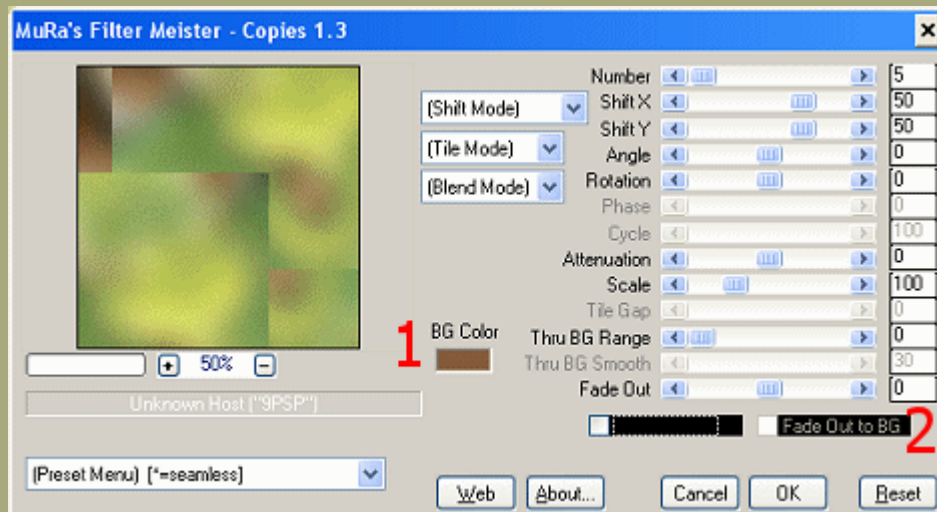 MuRa's Filter Meister - Copies 1.3
(Shift Mode)
(Tile Mode)
(Blend Mode)
Number 5
Shift X 50
Shift Y 50
Angle 0
Rotation 0
Phase 0
Cycle 100
Attenuation 0
Scale 100
Tile Gap 0
Thru BG Range 0
Thru BG Smooth 30
Fade Out 0
1
BG Color
50%
Unknown Host ("9PSP")
Fade Out to BG
2
(Preset Menu) [*=seamless]
Web
About...
Cancel
OK
Reset